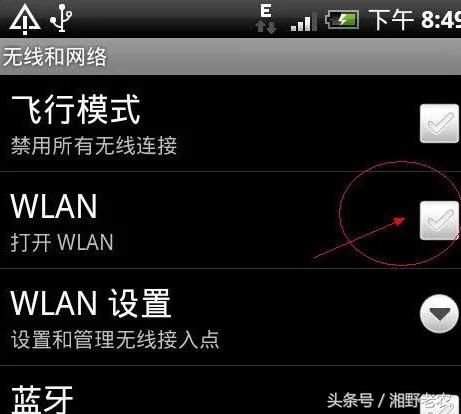 E
下午 8:49
无线和网络
飞行模式
禁用所有无线连接
WLAN
打开 WLAN
WLAN 设置
设置和管理无线接入点
蓝牙
头条号 / 湘野老农